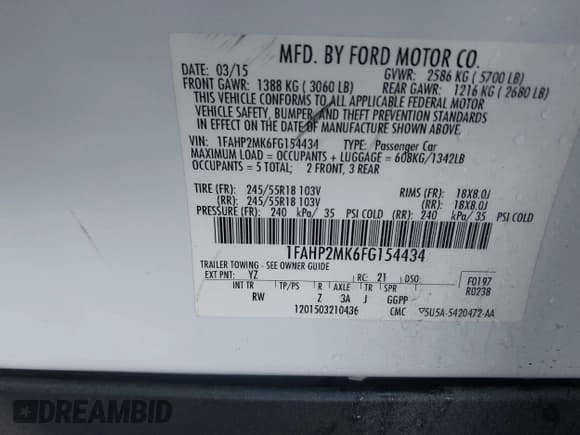 MFD. BY FORD MOTOR CO.
DATE: 03/15 GVWR: 2586 KG ( 5700 LB)
FRONT GAWR: 1388 KG ( 3060 LB) REAR GAWR: 1216 KG ( 2680 LB)
THIS VEHICLE CONFORMS TO ALL APPLICABLE FEDERAL MOTOR
VEHICLE SAFETY, BUMPER, AND THEFT PREVENTION STANDARDS
IN EFFECT ON THE DATE OF MANUFACTURE SHOWN ABOVE.
VIN: 1FAHP2MK6FG154434 TYPE: Passenger Car
MAXIMUM LOAD = OCCUPANTS + LUGGAGE = 608KG/1342LB
OCCUPANTS = 5 TOTAL; 2 FRONT, 3 REAR
TIRE (FR): 245/55R18 103V RIMS (FR): 18X8.0J
(RR): 245/55R18 103V (RR): 18X8.0J
PRESSURE (FR): 240 kPa/ 35 PSI COLD (RR): 240 kPa/ 35 PSI COLD
1FAHP2MK6FG154434
TRAILER TOWING - SEE OWNER GUIDE
EXT PNT: YZ RC: 21 DSO: F0197
R0238
INT TR TP/PS R AXLE TR SPR
RW Z 3A J GGPP
1201503210436 CMC 5U5A-5420472-AA
DREAMBID